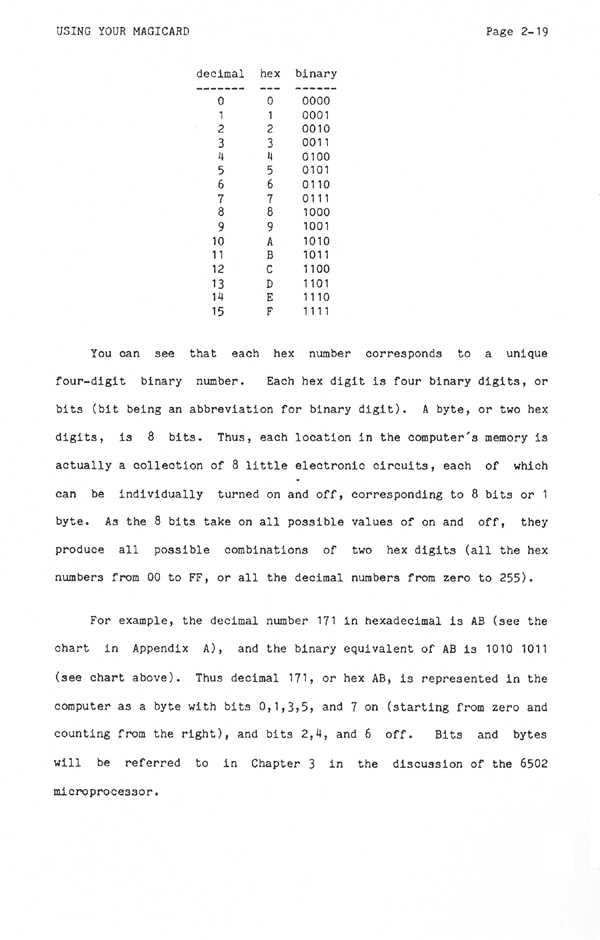 USING YOUR MAGICARD Page 2-19
decimal hex binary
------- --- ------
0 0 0000
1 1 0001
2 2 0010
3 3 0011
4 4 0100
5 5 0101
6 6 0110
7 7 0111
8 8 1000
9 9 1001
10 A 1010
11 B 1011
12 C 1100
13 D 1101
14 E 1110
15 F 1111
You can see that each hex number corresponds to a unique
four-digit binary number. Each hex digit is four binary digits, or
bits (bit being an abbreviation for binary digit). A byte, or two hex
digits, is 8 bits. Thus, each location in the computer's memory is
actually a collection of 8 little electronic circuits, each of which
can be individually turned on and off, corresponding to 8 bits or 1
byte. As the 8 bits take on all possible values of on and off, they
produce all possible combinations of two hex digits (all the hex
numbers from 00 to FF, or all the decimal numbers from zero to 255).
For example, the decimal number 171 in hexadecimal is AB (see the
chart in Appendix A), and the binary equivalent of AB is 1010 1011
(see chart above). Thus decimal 171, or hex AB, is represented in the
computer as a byte with bits 0,1,3,5, and 7 on (starting from zero and
counting from the right), and bits 2,4, and 6 off. Bits and bytes
will be referred to in Chapter 3 in the discussion of the 6502
microprocessor.